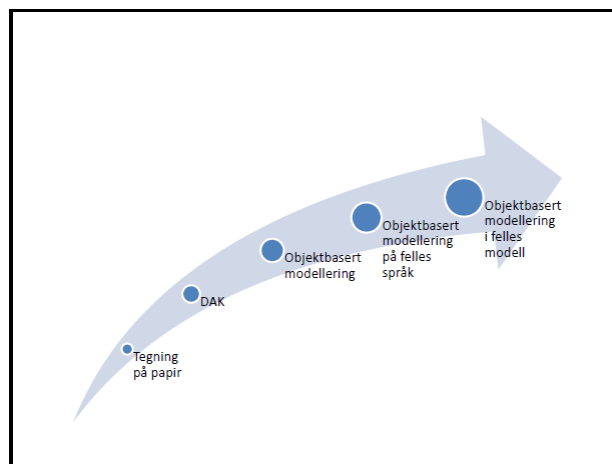 Tegning
på papir
DAK
Objektbasert
modellering
Objektbasert
modellering
på felles
språk
Objektbasert
modellering
i felles
modell